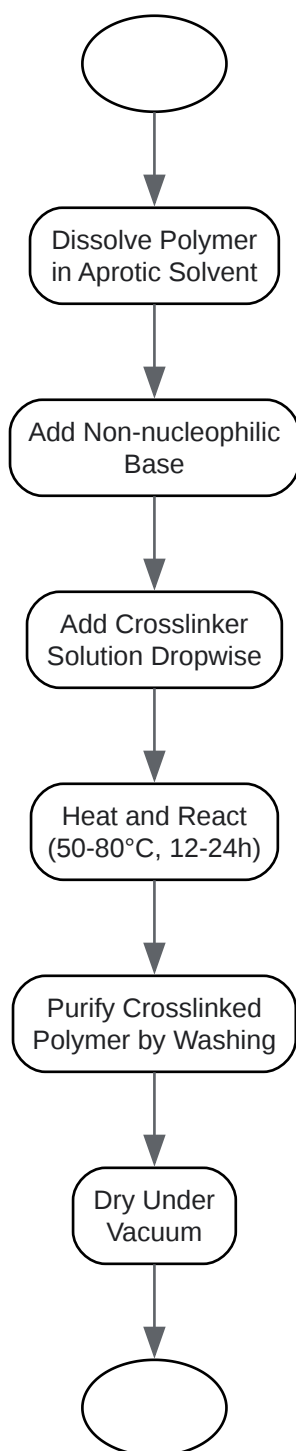 Dissolve Polymer
in Aprotic Solvent
Add Non-nucleophilic
Base
Add Crosslinker
Solution Dropwise
Heat and React
(50-80°C, 12-24h)
Purify Crosslinked
Polymer by Washing
Dry Under
Vacuum